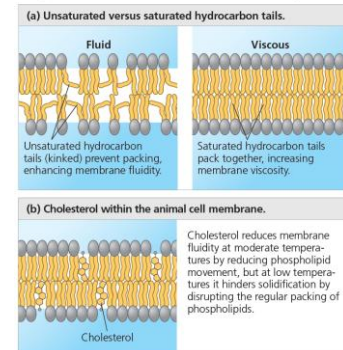 (a) Unsaturated versus saturated hydrocarbon tails.
Fluid
Viscous
Unsaturated hydrocarbon
tails (kinked) prevent packing,
enhancing membrane fluidity.
Saturated hydrocarbon tails
pack together, increasing
membrane viscosity.
(b) Cholesterol within the animal cell membrane.
Cholesterol reduces membrane
fluidity at moderate tempera-
tures by reducing phospholipid
movement, but at low tempera-
tures it hinders solidification by
disrupting the regular packing of
phospholipids.
Cholesterol